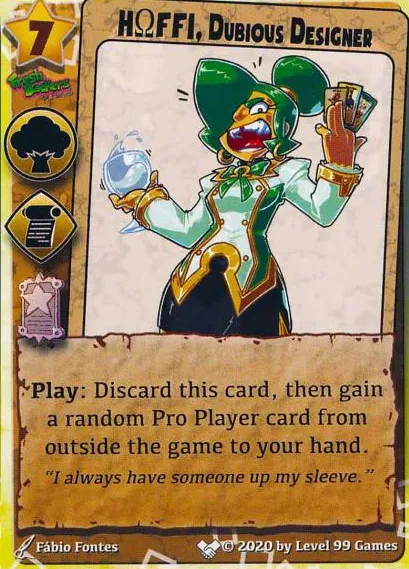 7
HΩFFI, DUBIOUS DESIGNER
Play: Discard this card, then gain
a random Pro Player card from
outside the game to your hand.
“I always have someone up my sleeve.”
Fábio Fontes
© 2020 by Level 99 Games